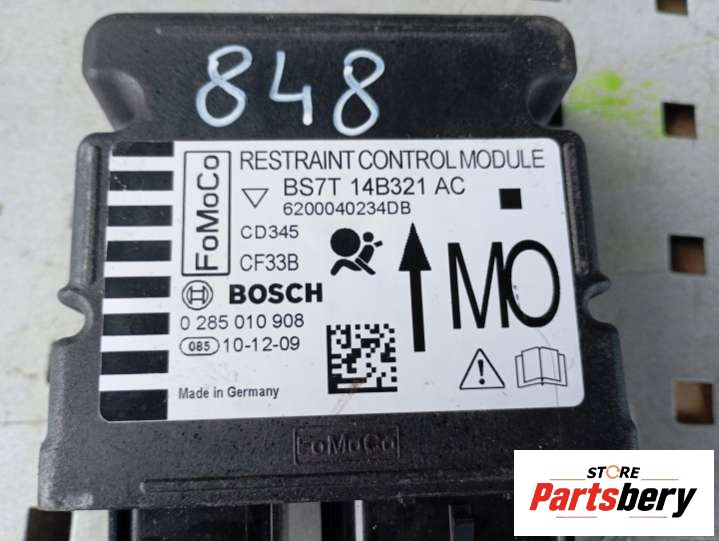 848
FoMoCo
RESTRAINT CONTROL MODULE
BS7T 14B321 AC
6200040234DB
CD345
CF33B
MO
BOSCH
0 285 010 908
085 10-12-09
Made in Germany
FoMoCo
STORE
Partsbery